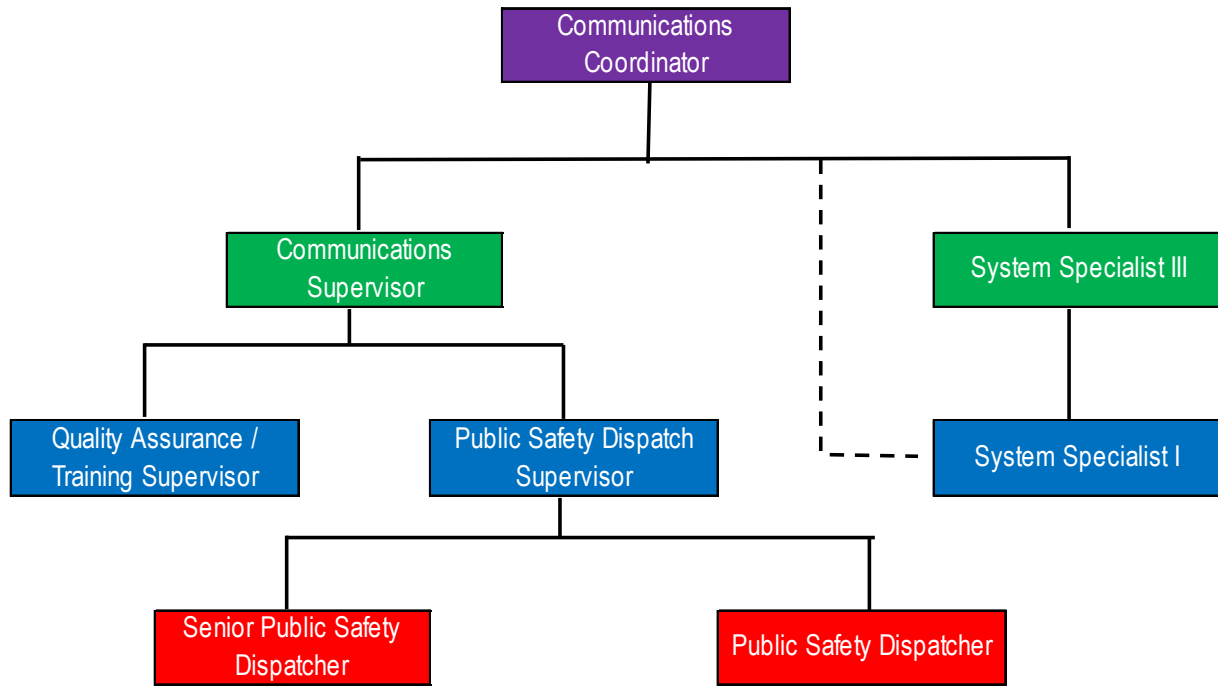 Communications
Coordinator
Communications
Supervisor
System Specialist III
Quality Assurance /
Training Supervisor
Public Safety Dispatch
Supervisor
System Specialist I
Senior Public Safety
Dispatcher
Public Safety Dispatcher